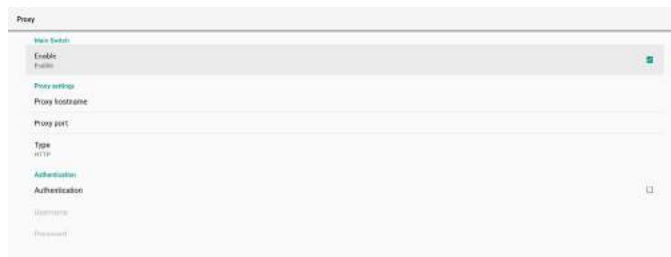 Proxy
Main Switch
Enable
Enable
Proxy settings
Proxy hostname
Proxy port
Type
HTTP
Authentication
Authentication
Username
Password